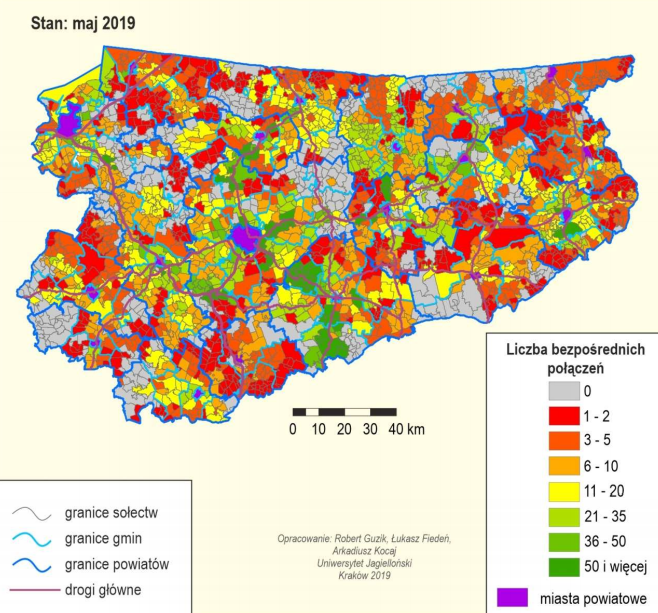 Stan: maj 2019
0 10 20 30 40 km
Liczba bezpośrednich
połączeń
0
1 - 2
3 - 5
6 - 10
11 - 20
21 - 35
36 - 50
50 i więcej
miasta powiatowe
granice sołectw
granice gmin
granice powiatów
drogi główne
Opracowanie: Robert Guzik, Łukasz Fiedeń,
Arkadiusz Kocaj
Uniwersytet Jagielloński
Kraków 2019